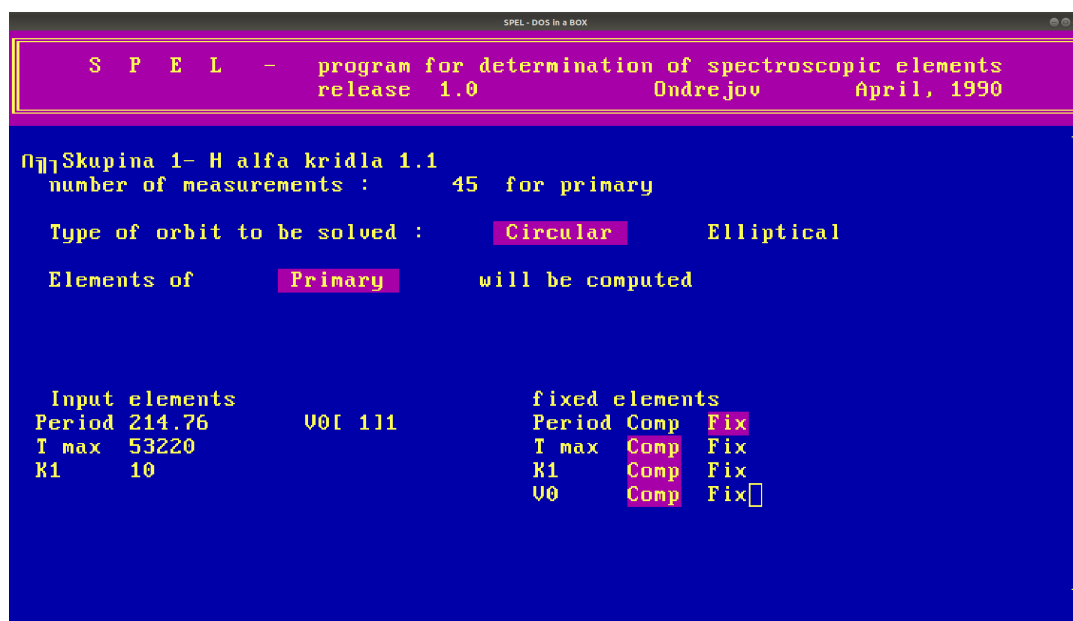 SPEL - DOS in a BOX
S P E L - program for determination of spectroscopic elements
release 1.0 Ondrejov April, 1990
Skupina 1- H alfa kridla 1.1
number of measurements : 45 for primary
Type of orbit to be solved : Circular Elliptical
Elements of Primary will be computed
Input elements fixed elements
Period 214.76 V0[ 1]1 Period Comp Fix
T max 53220 T max Comp Fix
K1 10 K1 Comp Fix
V0 Comp Fix